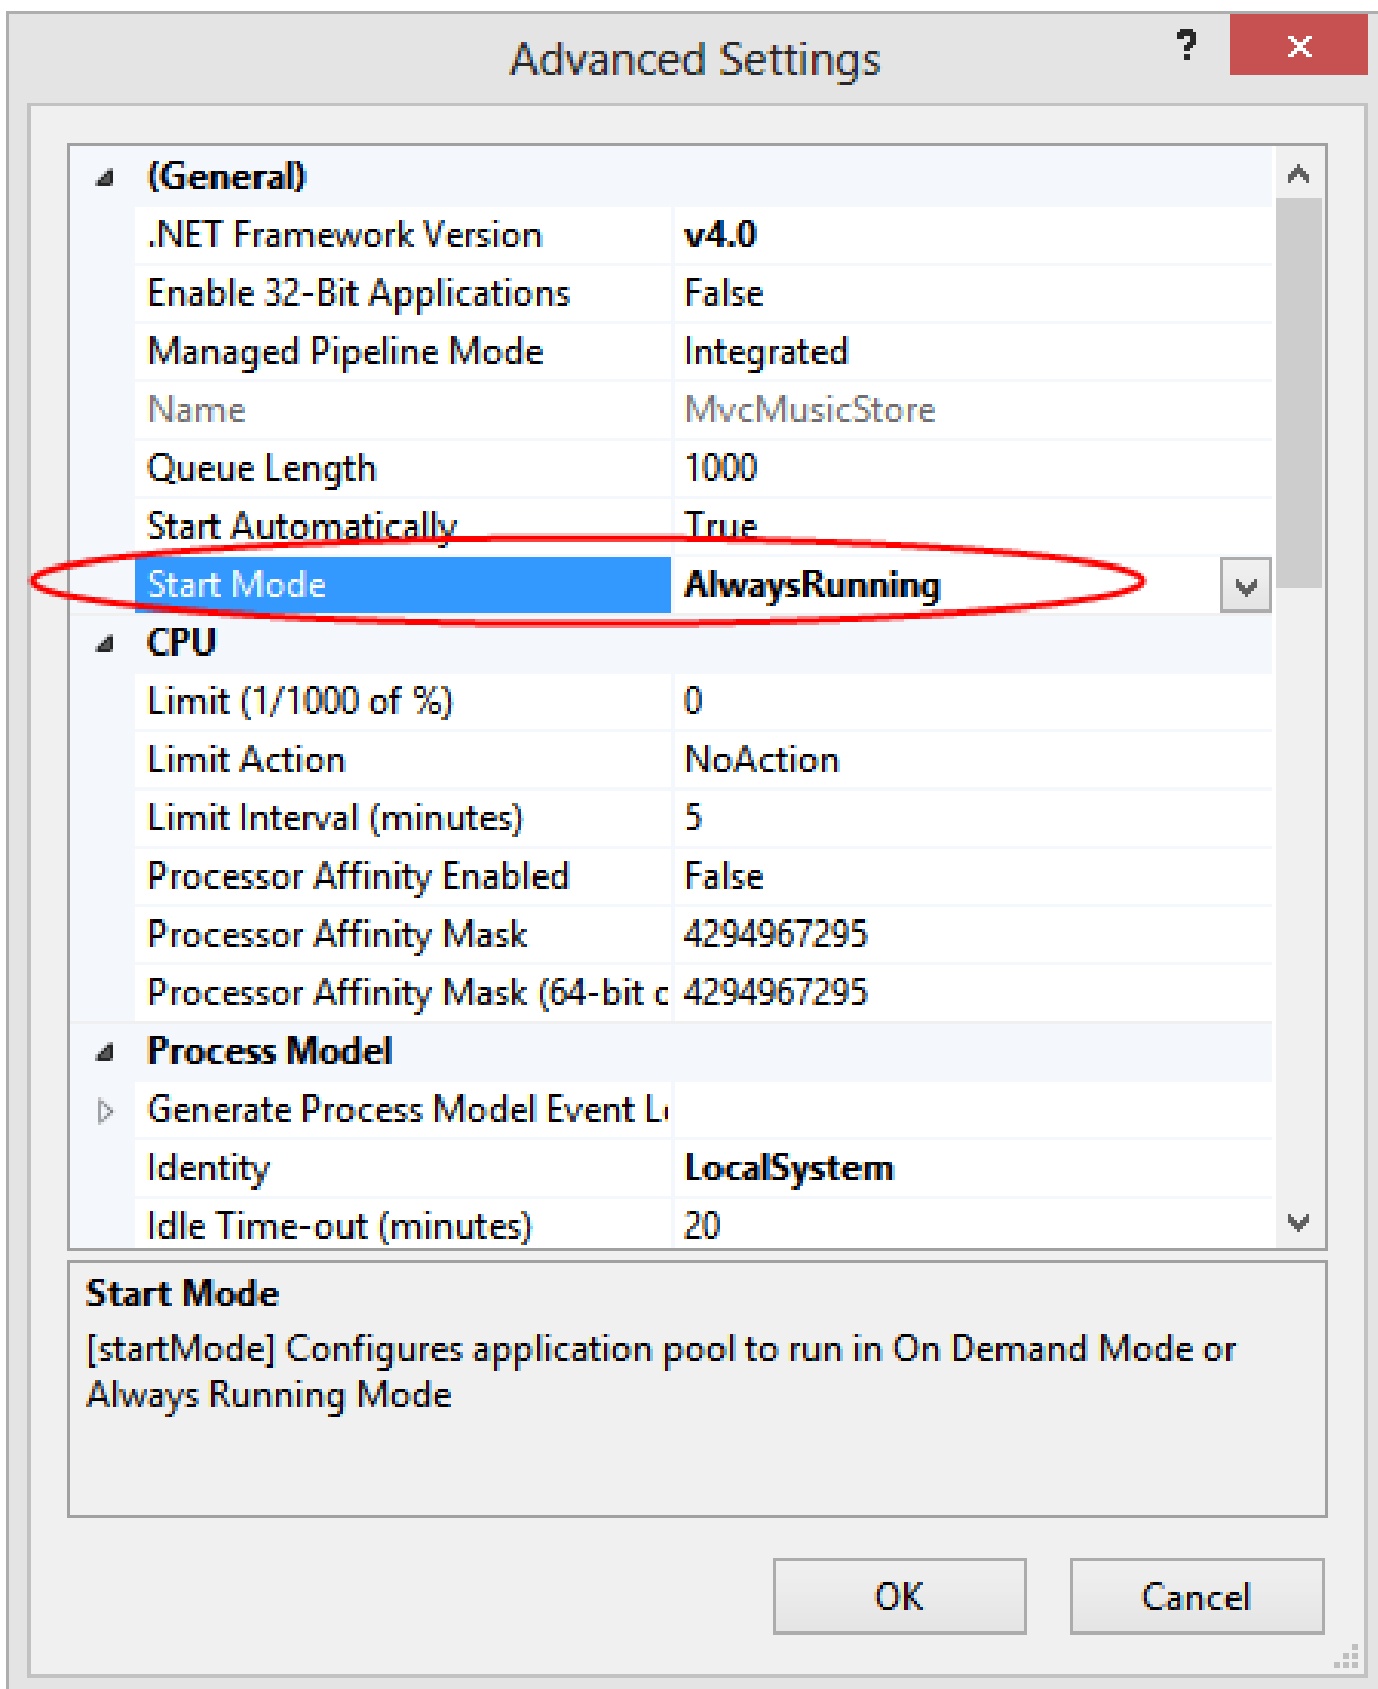 Advanced Settings
(General)
.NET Framework Version v4.0
Enable 32-Bit Applications False
Managed Pipeline Mode Integrated
Name MvcMusicStore
Queue Length 1000
Start Automatically True
Start Mode AlwaysRunning
CPU
Limit (1/1000 of %) 0
Limit Action NoAction
Limit Interval (minutes) 5
Processor Affinity Enabled False
Processor Affinity Mask 4294967295
Processor Affinity Mask (64-bit c 4294967295
Process Model
Generate Process Model Event L
Identity LocalSystem
Idle Time-out (minutes) 20
Start Mode
[startMode] Configures application pool to run in On Demand Mode or
Always Running Mode
OK Cancel